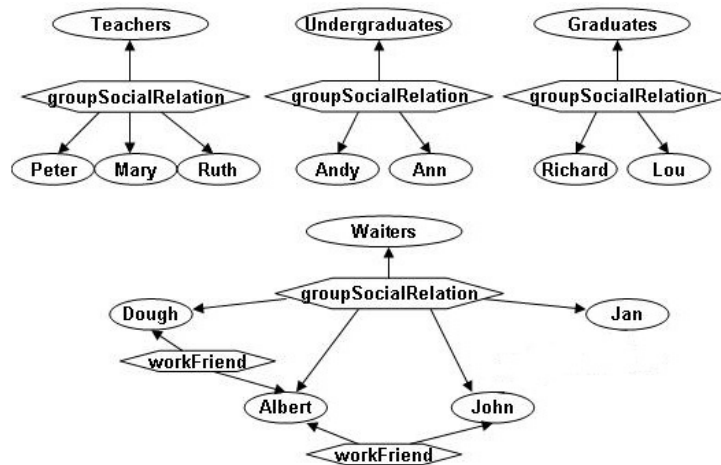 Teachers
Undergraduates
Graduates
groupSocialRelation
groupSocialRelation
groupSocialRelation
Peter
Mary
Ruth
Andy
Ann
Richard
Lou
Waiters
groupSocialRelation
Dough
Jan
workFriend
Albert
John
workFriend